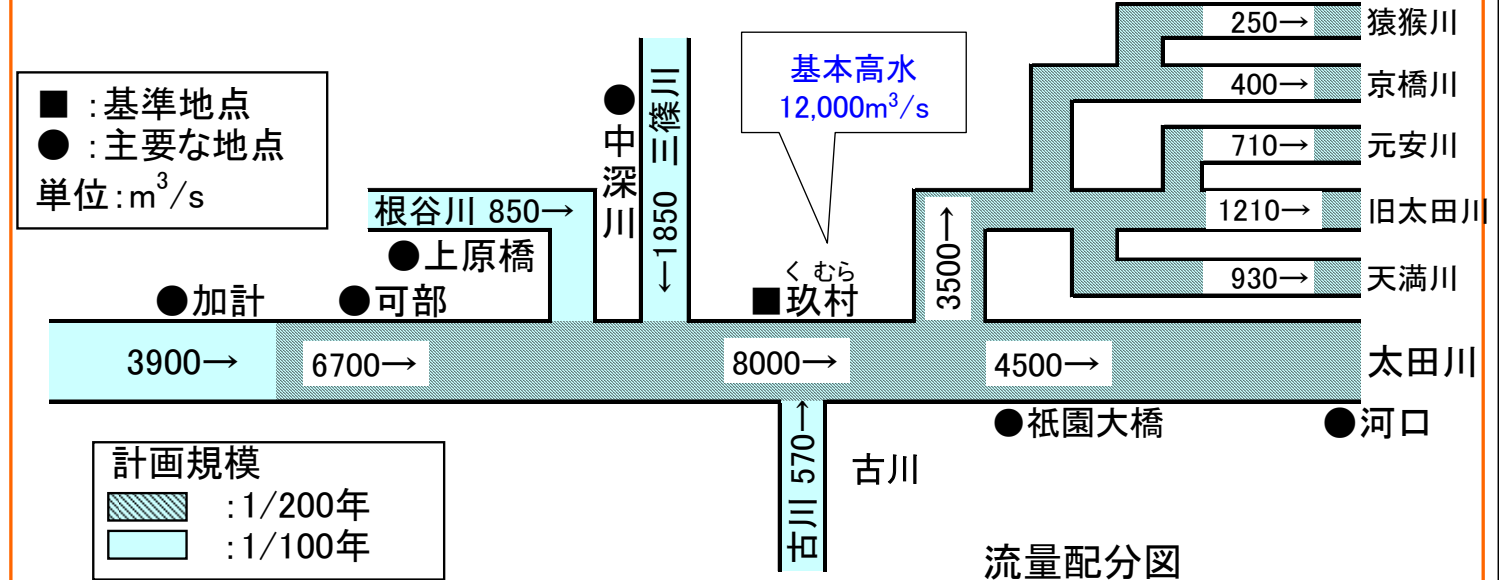 ■ :基準地点
● :主要な地点
単位:m³/s
基本高水
12,000m³/s
●中深川
三篠川
←1850
根谷川 850→
●上原橋
●加計
●可部
くむら
■玖村
3900→
6700→
8000→
3500→
4500→
250→ 猿猴川
400→ 京橋川
710→ 元安川
1210→ 旧太田川
930→ 天満川
太田川
●祇園大橋
●河口
古川 570→
古川
計画規模
:1/200年
:1/100年
流量配分図